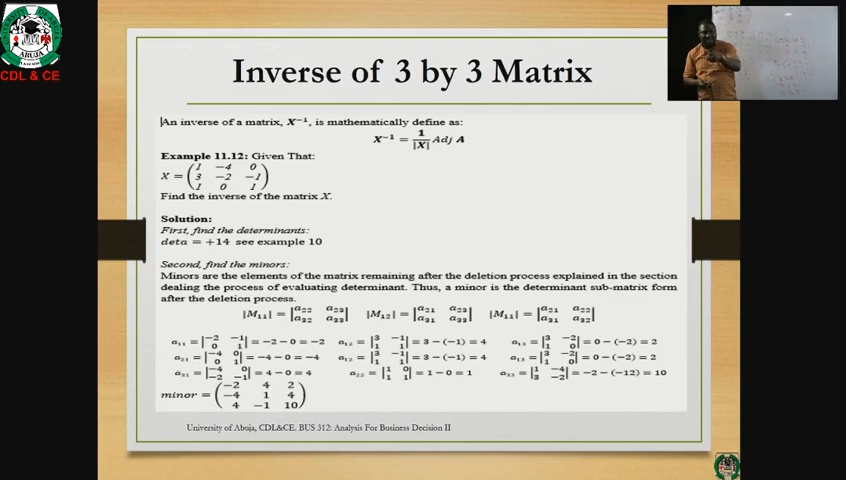 ABUJA
CDL & CE
Inverse of 3 by 3 Matrix
An inverse of a matrix, X⁻¹, is mathematically define as:
X⁻¹ = 1/|X| Adj A
Example 11.12: Given That:
X = (1 −4 0
3 −2 −1
1 0 1)
Find the inverse of the matrix X.
Solution:
First, find the determinants:
deta = +14 see example 10
Second, find the minors:
Minors are the elements of the matrix remaining after the deletion process explained in the section
dealing the process of evaluating determinant. Thus, a minor is the determinant sub-matrix form
after the deletion process.
|M₁₁| = |a₂₂ a₂₃ a₃₂ a₃₃| |M₁₂| = |a₂₁ a₂₃ a₃₁ a₃₃| |M₁₁| = |a₂₁ a₂₂ a₃₁ a₃₂|
a₁₁ = |−2 −1 0 1| = −2 − 0 = −2 a₁₂ = |3 −1 1 1| = 3 − (−1) = 4 a₁₃ = |3 −2 1 0| = 0 − (−2) = 2
a₂₁ = |−4 0 0 1| = −4 − 0 = −4 a₁₂ = |3 −1 1 1| = 3 − (−1) = 4 a₁₃ = |3 −2 1 0| = 0 − (−2) = 2
a₃₁ = |−4 0 −2 −1| = 4 − 0 = 4 a₂₂ = |1 0 1 1| = 1 − 0 = 1 a₃₃ = |1 −4 3 −2| = −2 − (−12) = 10
minor = (−2 4 2
−4 1 4
4 −1 10)
University of Abuja, CDL&CE. BUS 312: Analysis For Business Decision II